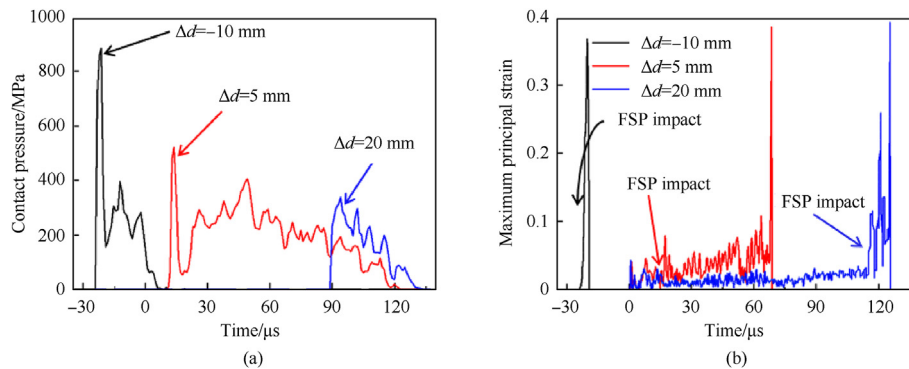 1000
800
600
400
200
0
Contact pressure/MPa
Δd=–10 mm
Δd=5 mm
Δd=20 mm
–30 0 30 60 90 120
Time/μs
(a)
0.4
0.3
0.2
0.1
0
Maximum principal strain
Δd=–10 mm
Δd=5 mm
Δd=20 mm
FSP impact
FSP impact
FSP impact
–30 0 30 60 90 120
Time/μs
(b)